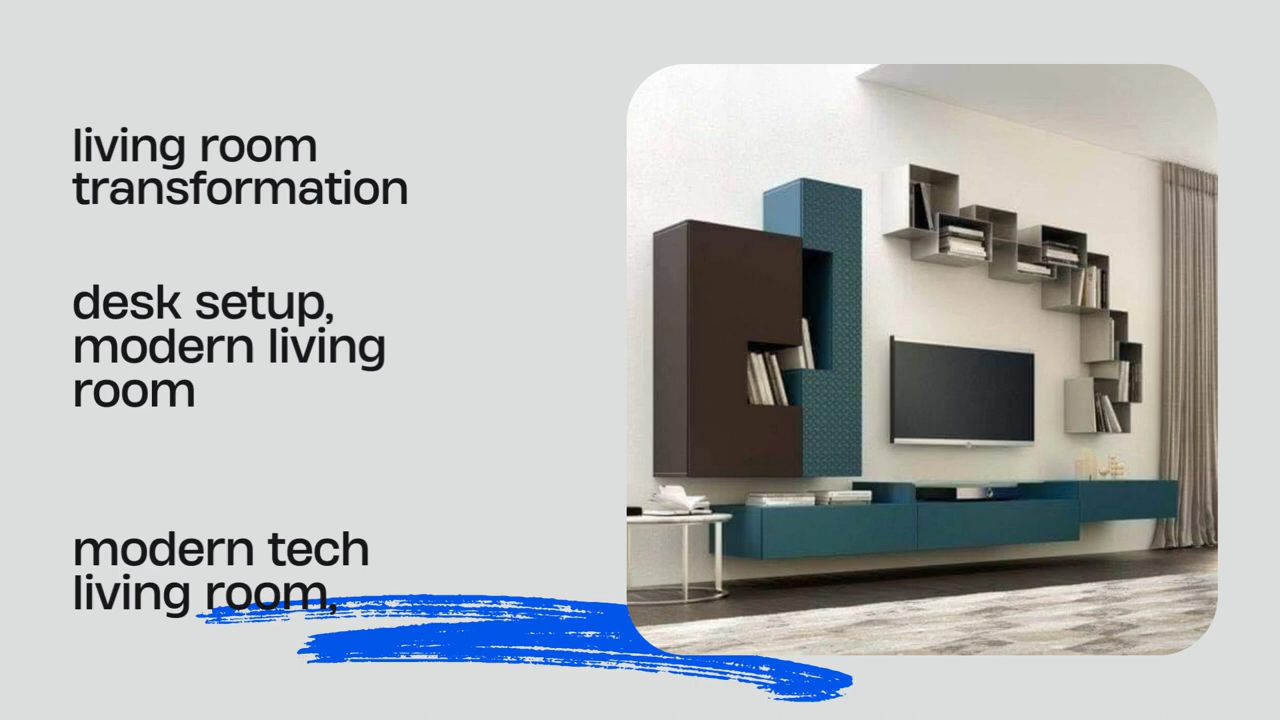 living room
transformation
desk setup,
modern living
room
modern tech
living room,